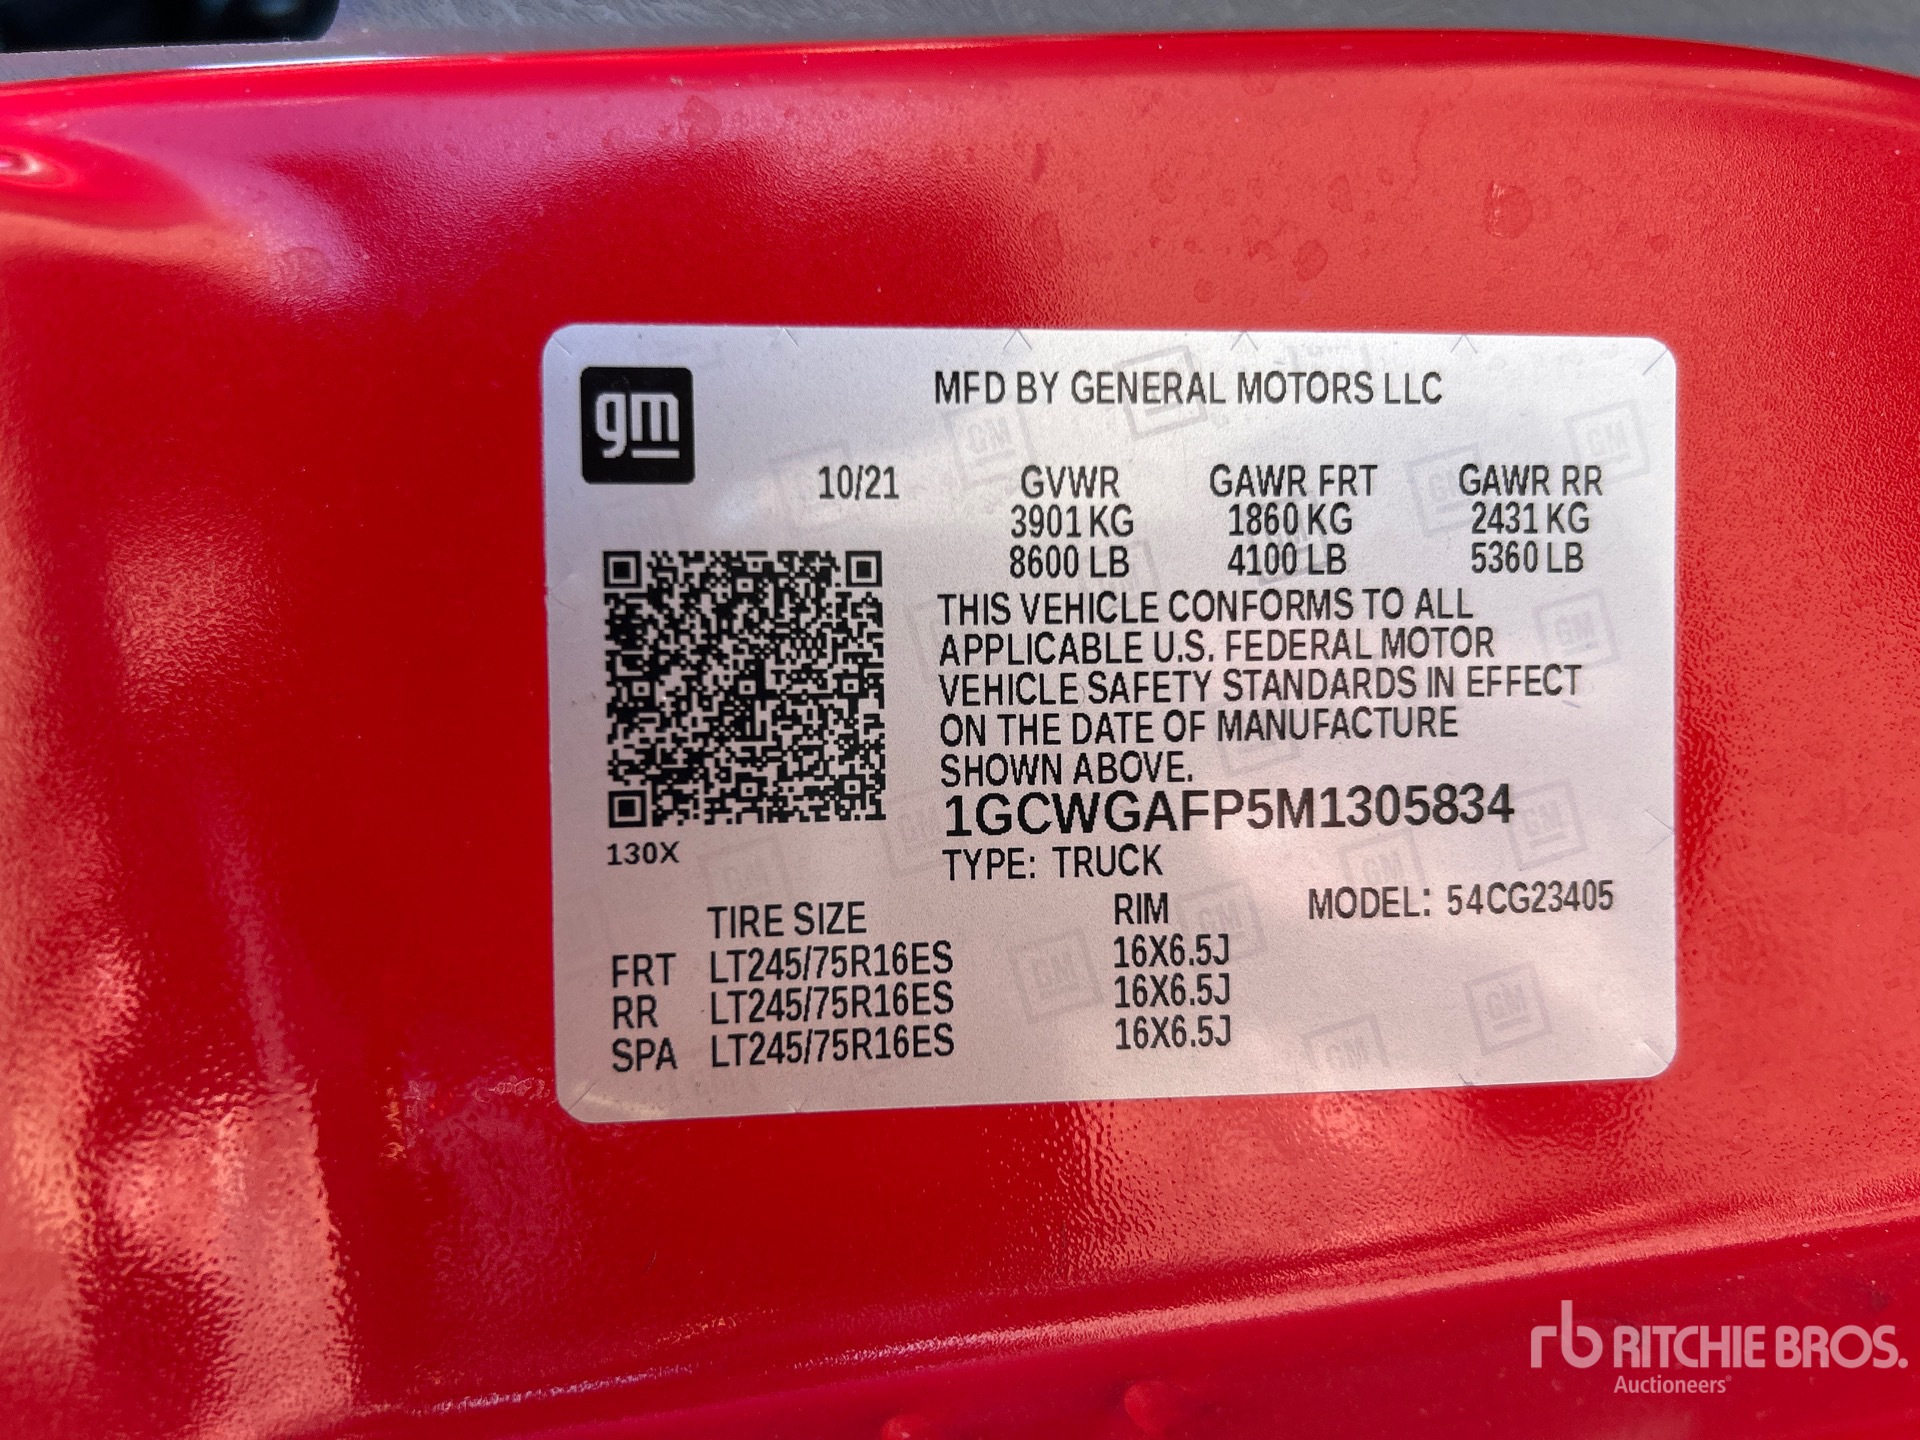 gm
MFD BY GENERAL MOTORS LLC
10/21 GVWR GAWR FRT GAWR RR
3901 KG 1860 KG 2431 KG
8600 LB 4100 LB 5360 LB
THIS VEHICLE CONFORMS TO ALL
APPLICABLE U.S. FEDERAL MOTOR
VEHICLE SAFETY STANDARDS IN EFFECT
ON THE DATE OF MANUFACTURE
SHOWN ABOVE.
1GCWGAFP5M1305834
130X
TYPE: TRUCK
TIRE SIZE RIM MODEL: 54CG23405
FRT LT245/75R16ES 16X6.5J
RR LT245/75R16ES 16X6.5J
SPA LT245/75R16ES 16X6.5J
rb RITCHIE BROS.
Auctioneers